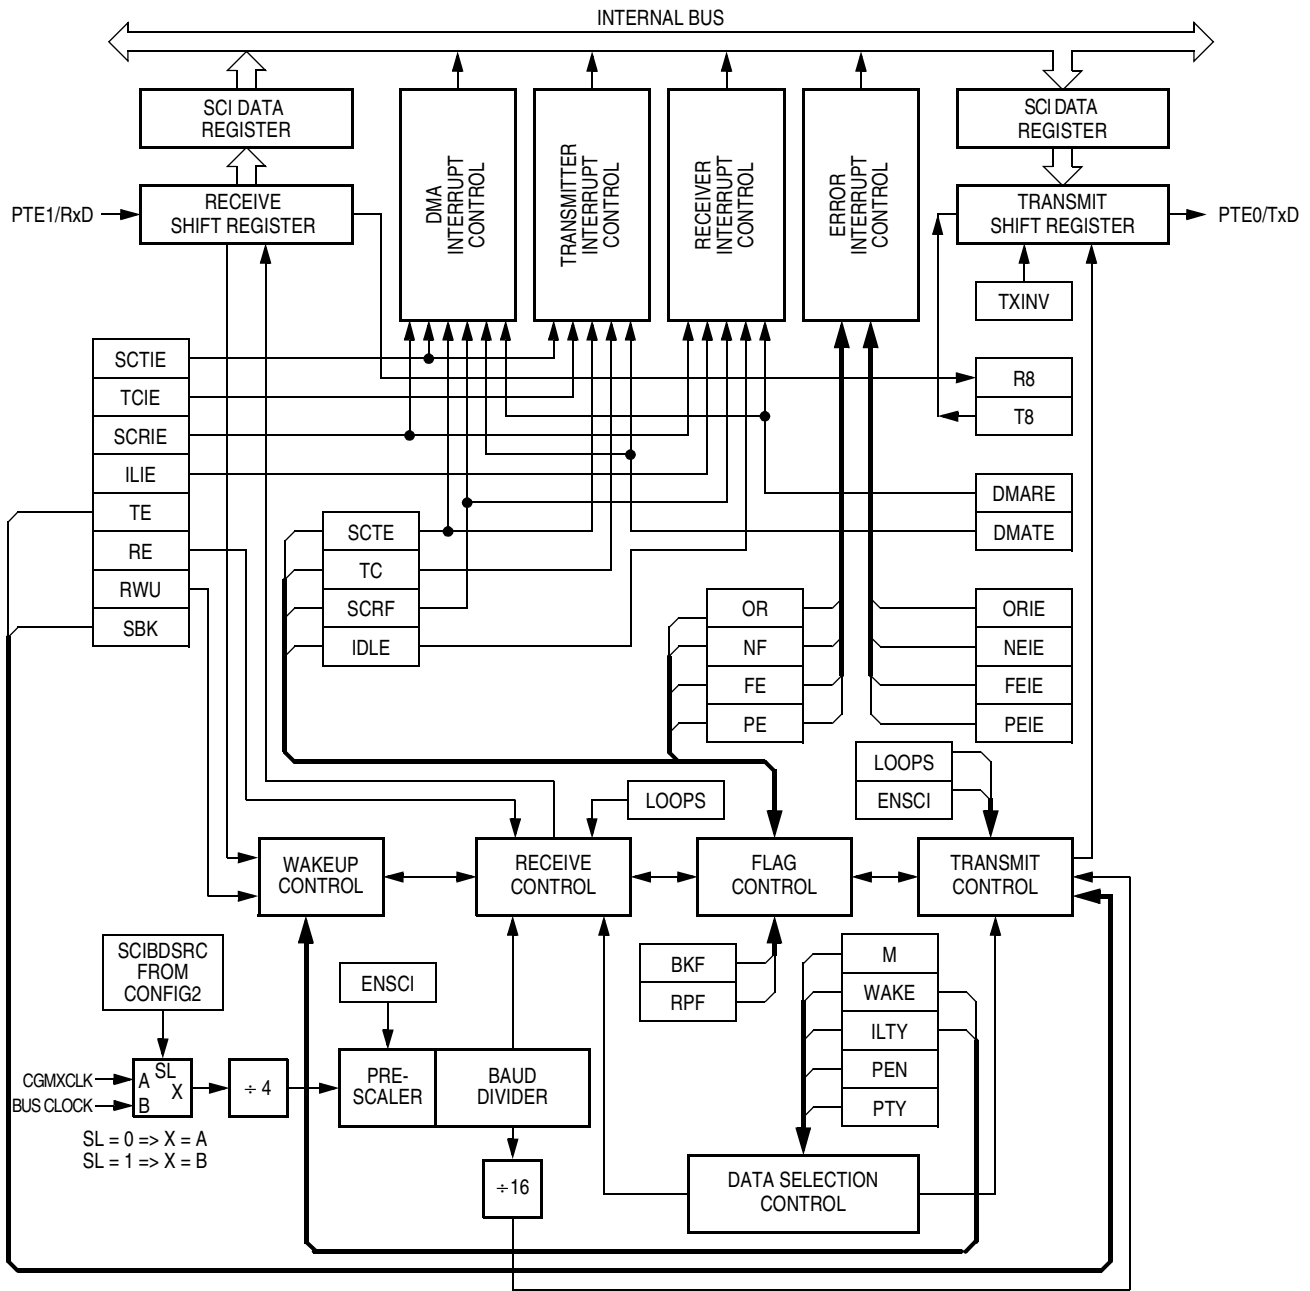 INTERNAL BUS
SCI DATA
REGISTER
DMA
INTERRUPT
CONTROL
TRANSMITTER
INTERRUPT
CONTROL
RECEIVER
INTERRUPT
CONTROL
ERROR
INTERRUPT
CONTROL
SCI DATA
REGISTER
PTE1/RxD
RECEIVE
SHIFT REGISTER
TRANSMIT
SHIFT REGISTER
PTE0/TxD
TXINV
SCTIE
TCIE
SCRIE
ILIE
TE
RE
RWU
SBK
R8
T8
DMARE
DMATE
SCTE
TC
SCRF
IDLE
OR
NF
FE
PE
ORIE
NEIE
FEIE
PEIE
LOOPS
ENSCI
LOOPS
WAKEUP
CONTROL
RECEIVE
CONTROL
FLAG
CONTROL
TRANSMIT
CONTROL
SCIBDSRC
FROM
CONFIG2
ENSCI
BKF
RPF
M
WAKE
ILTY
PEN
PTY
CGMXCLK
BUS CLOCK
A
SL
X
B
÷ 4
PRE-
SCALER
BAUD
DIVIDER
SL = 0 => X = A
SL = 1 => X = B
÷16
DATA SELECTION
CONTROL